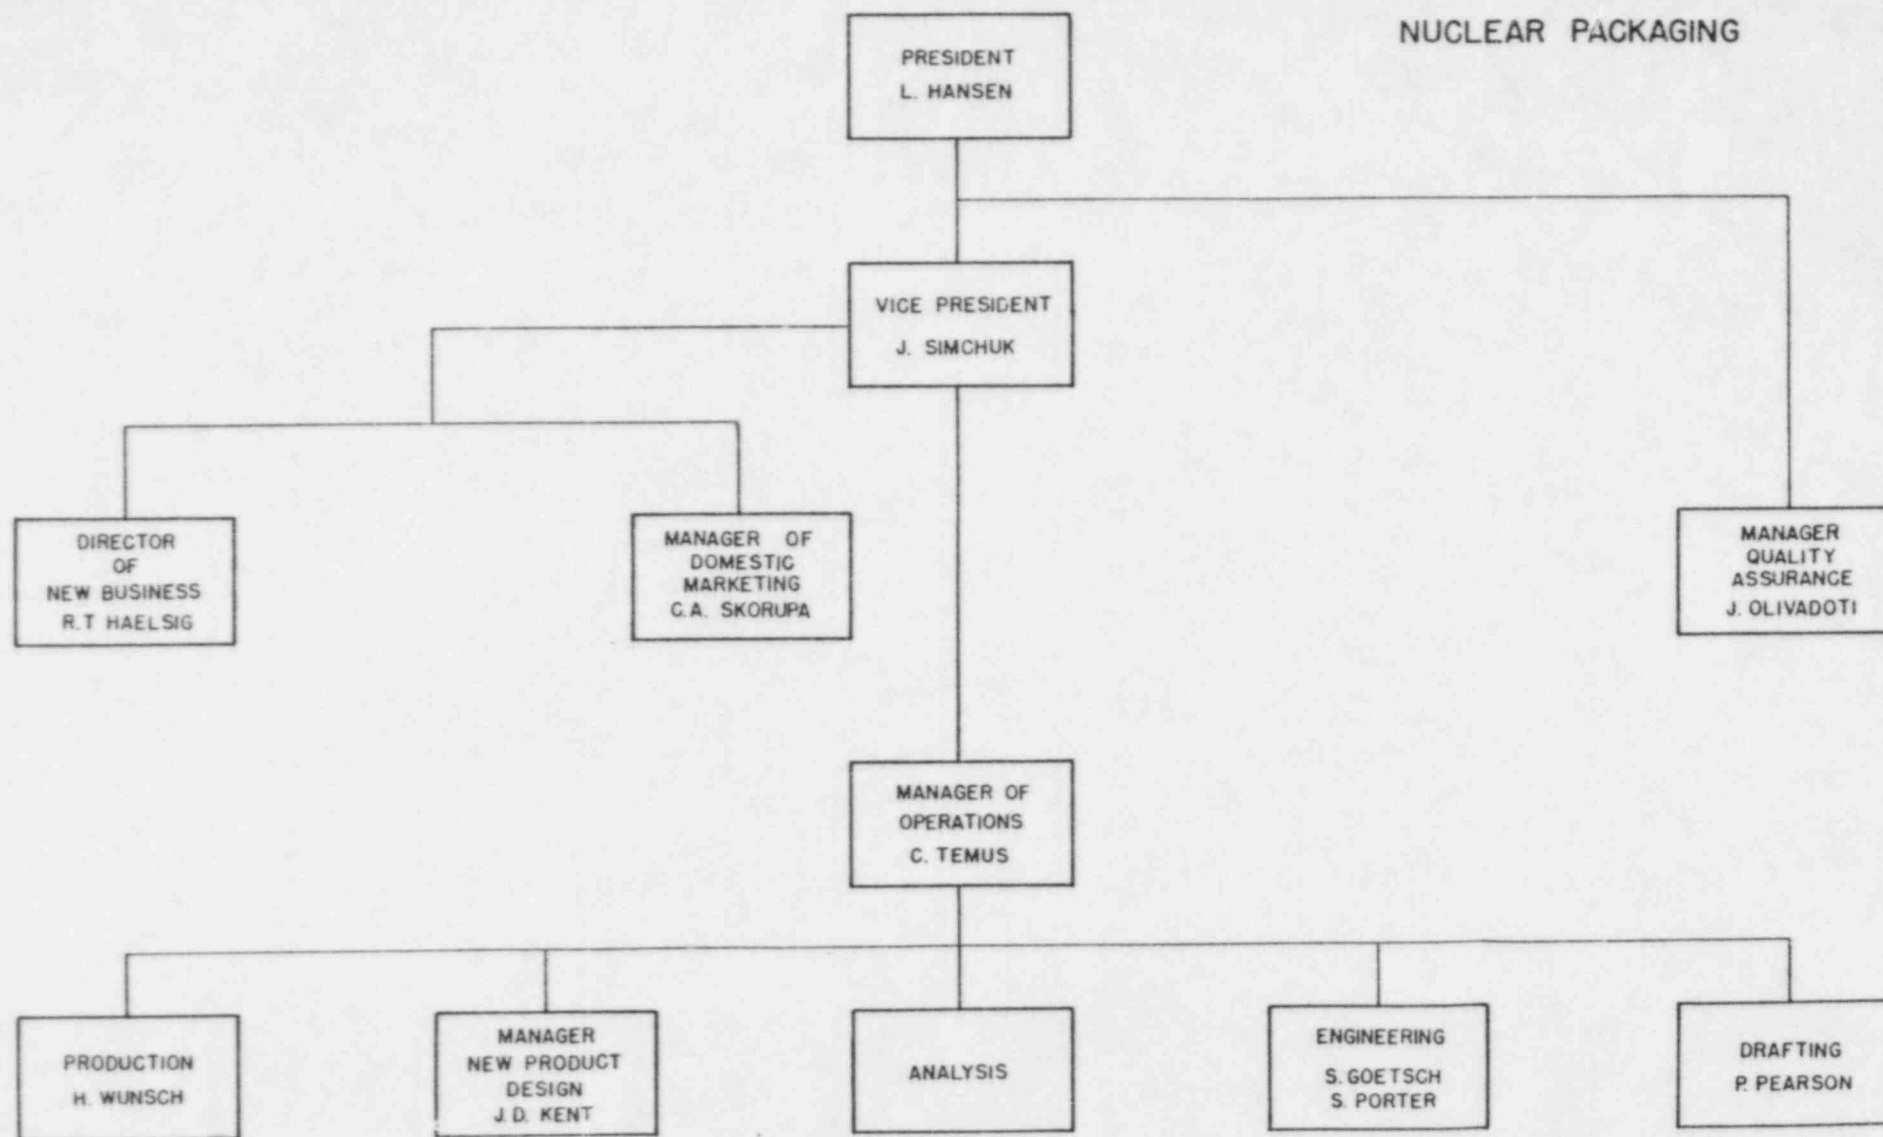 NUCLEAR PACKAGING
PRESIDENT
L. HANSEN
VICE PRESIDENT
J. SIMCHUK
DIRECTOR
OF
NEW BUSINESS
R.T HAELSIG
MANAGER OF
DOMESTIC
MARKETING
C.A. SKORUPA
MANAGER
QUALITY
ASSURANCE
J. OLIVADOTI
MANAGER OF
OPERATIONS
C. TEMUS
PRODUCTION
H. WUNSCH
MANAGER
NEW PRODUCT
DESIGN
J.D. KENT
ANALYSIS
ENGINEERING
S. GOETSCH
S. PORTER
DRAFTING
P. PEARSON